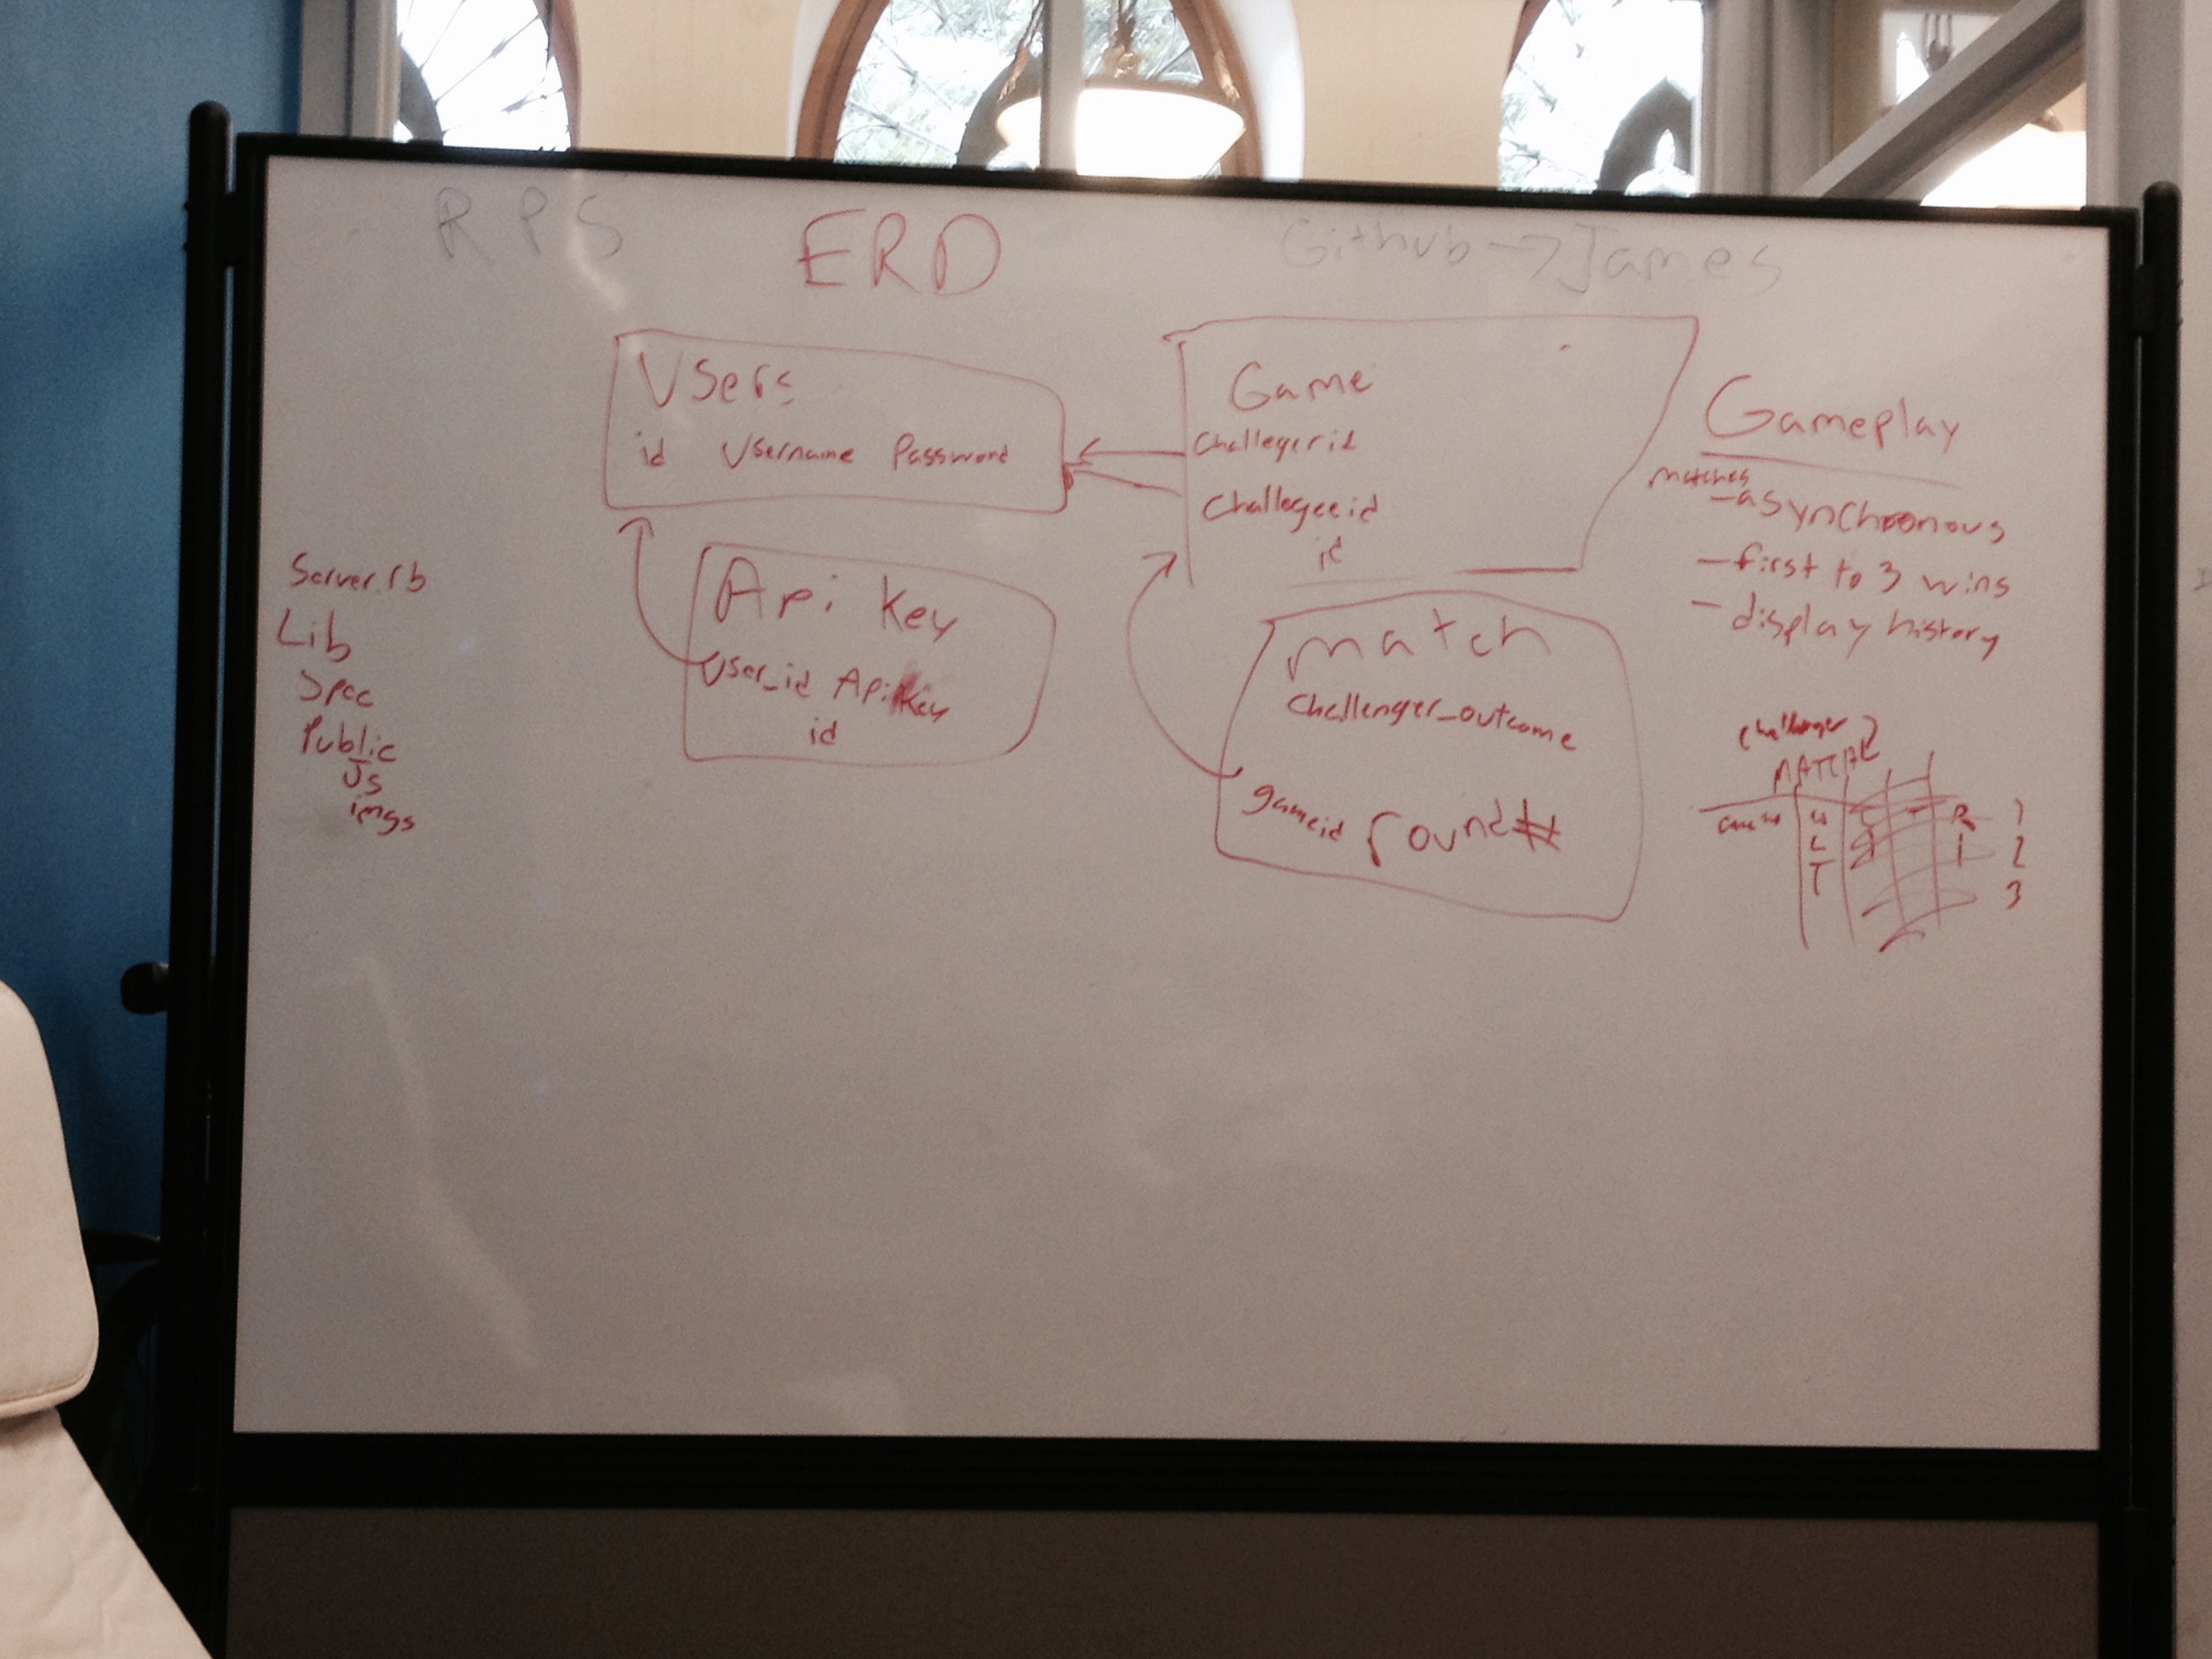 RPS
ERD
Github → James
Users
id Username Password
Game
Challegerid
Challegeeid
id
Api Key
User_id ApiKey
id
match
Challenger_outcome
gameid round#
Gameplay
matches
- asynchronous
- first to 3 wins
- display history
Server.rb
Lib
Spec
Public
Js
imgs
Challenger
MATCH
W R 1
L 1 2
T 3